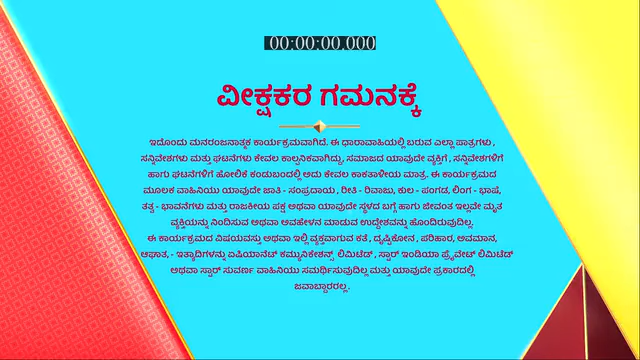 00:00:00.000
ವೀಕ್ಷಕರ ಗಮನಕ್ಕೆ
ಇದೊಂದು ಮನರಂಜನಾತ್ಮಕ ಕಾರ್ಯಕ್ರಮವಾಗಿದೆ. ಈ ಧಾರಾವಾಹಿಯಲ್ಲಿ ಬರುವ ಎಲ್ಲಾ ಪಾತ್ರಗಳು ,
ಸನ್ನಿವೇಶಗಳು ಮತ್ತು ಘಟನೆಗಳು ಕೇವಲ ಕಾಲ್ಪನಿಕವಾಗಿದ್ದು, ಸಮಾಜದ ಯಾವುದೇ ವ್ಯಕ್ತಿಗೆ , ಸನ್ನಿವೇಶಗಳಿಗೆ
ಹಾಗು ಘಟನೆಗಳಿಗೆ ಹೋಲಿಕೆ ಕಂಡುಬಂದಲ್ಲಿ ಅದು ಕೇವಲ ಕಾಕತಾಳೀಯ ಮಾತ್ರ. ಈ ಕಾರ್ಯಕ್ರಮದ
ಮೂಲಕ ವಾಹಿನಿಯು ಯಾವುದೇ ಜಾತಿ - ಸಂಪ್ರದಾಯ , ರೀತಿ - ರಿವಾಜು, ಕುಲ - ಪಂಗಡ, ಲಿಂಗ - ಭಾಷೆ,
ತತ್ವ - ಭಾವನೆಗಳು ಮತ್ತು ರಾಜಕೀಯ ಪಕ್ಷ ಅಥವಾ ಯಾವುದೇ ಸ್ಥಳದ ಬಗ್ಗೆ ಹಾಗು ಜೀವಂತ ಇಲ್ಲವೇ ಮೃತ
ವ್ಯಕ್ತಿಯನ್ನು ನಿಂದಿಸುವ ಅಥವಾ ಅವಹೇಳನ ಮಾಡುವ ಉದ್ದೇಶವನ್ನು ಹೊಂದಿರುವುದಿಲ್ಲ.
ಈ ಕಾರ್ಯಕ್ರಮದ ವಿಷಯವಸ್ತು ಅಥವಾ ಇಲ್ಲಿ ವ್ಯಕ್ತವಾಗುವ ಕತೆ , ದೃಷ್ಟಿಕೋನ , ಪರಿಹಾರ, ಅವಮಾನ,
ಆಘಾತ, - ಇತ್ಯಾದಿಗಳನ್ನು ಏಷಿಯಾನೆಟ್ ಕಮ್ಯುನಿಕೇಶನ್ಸ್ ಲಿಮಿಟೆಡ್ , ಸ್ಟಾರ್ ಇಂಡಿಯಾ ಪ್ರೈವೇಟ್ ಲಿಮಿಟೆಡ್
ಅಥವಾ ಸ್ಟಾರ್ ಸುವರ್ಣ ವಾಹಿನಿಯು ಸಮರ್ಥಿಸುವುದಿಲ್ಲ ಮತ್ತು ಯಾವುದೇ ಪ್ರಕಾರದಲ್ಲಿ
ಜವಾಬ್ದಾರರಲ್ಲ.